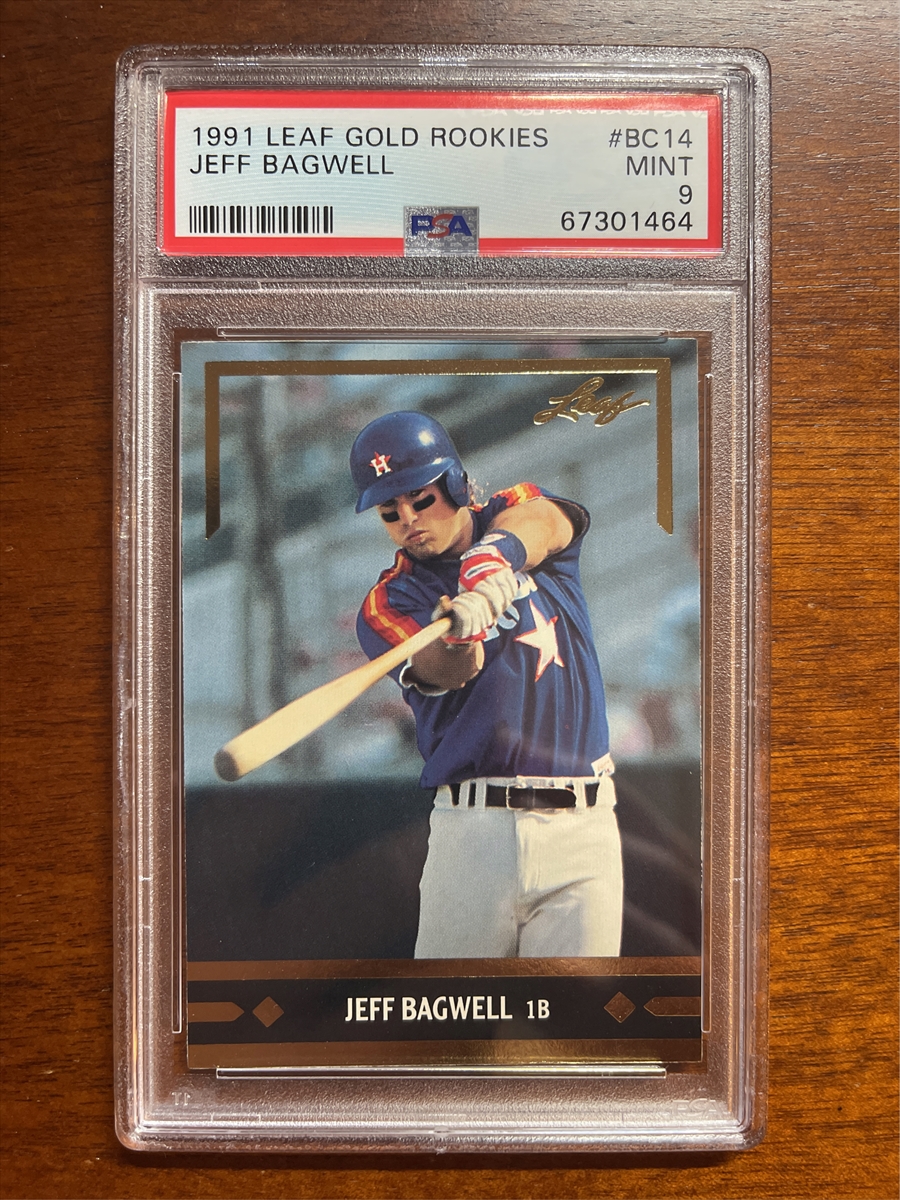 1991 LEAF GOLD ROOKIES #BC14
JEFF BAGWELL MINT
9
PSA 67301464
Leaf
H
JEFF BAGWELL 1B